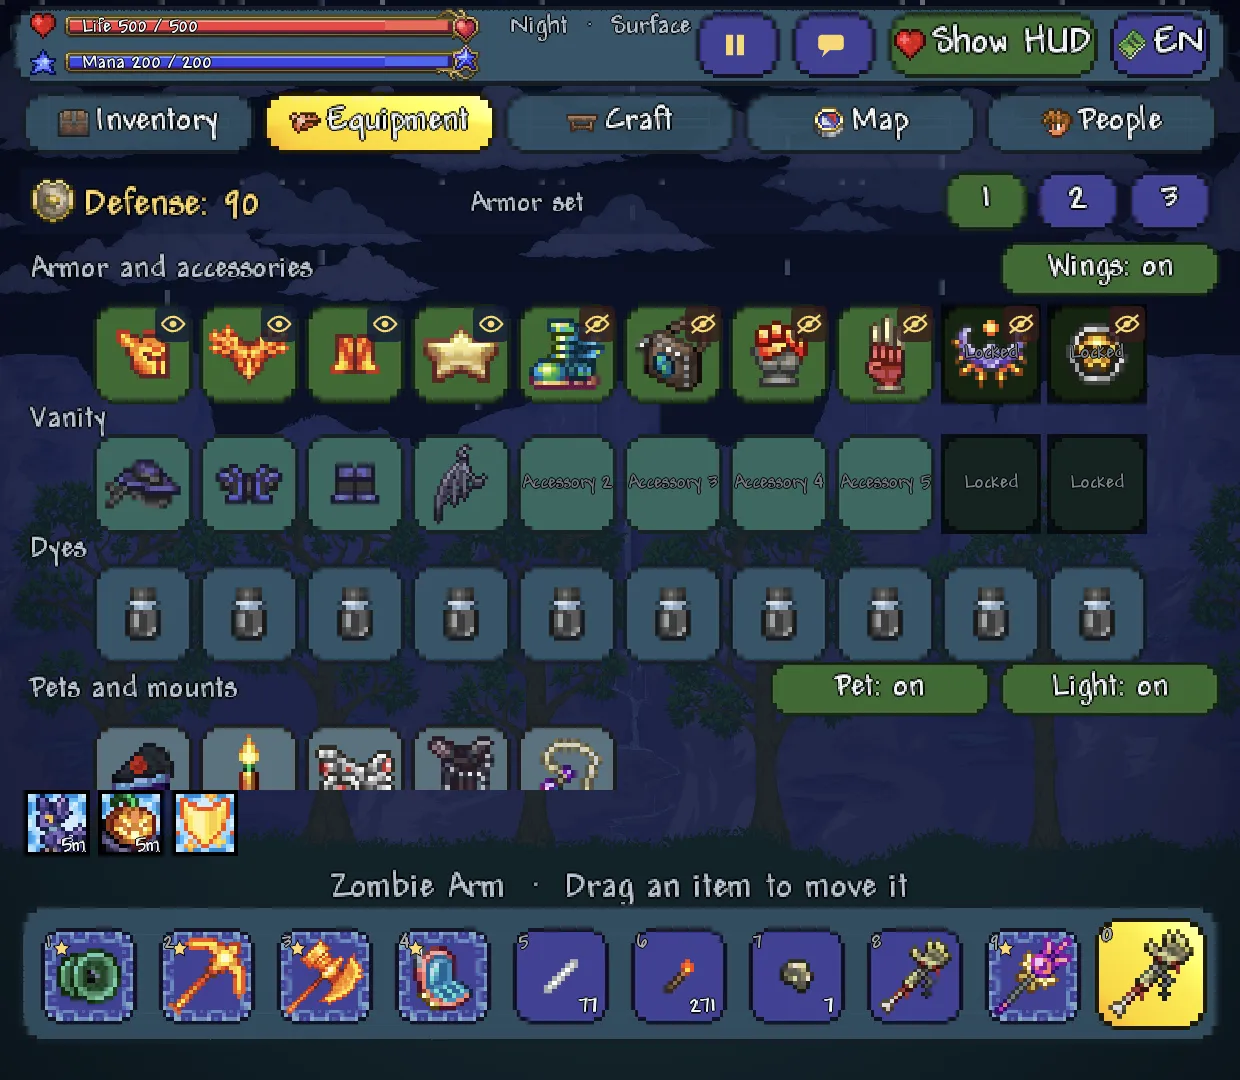 Life 500 / 500
Mana 200 / 200
Night · Surface
Show HUD
EN
Inventory
Equipment
Craft
Map
People
Defense: 90
Armor set
1
2
3
Armor and accessories
Wings: on
Locked
Locked
Vanity
Accessory 2
Accessory 3
Accessory 4
Accessory 5
Locked
Locked
Dyes
Pets and mounts
Pet: on
Light: on
5m
5m
Zombie Arm · Drag an item to move it
1
2
3
4
5
77
6
271
7
7
8
9
0